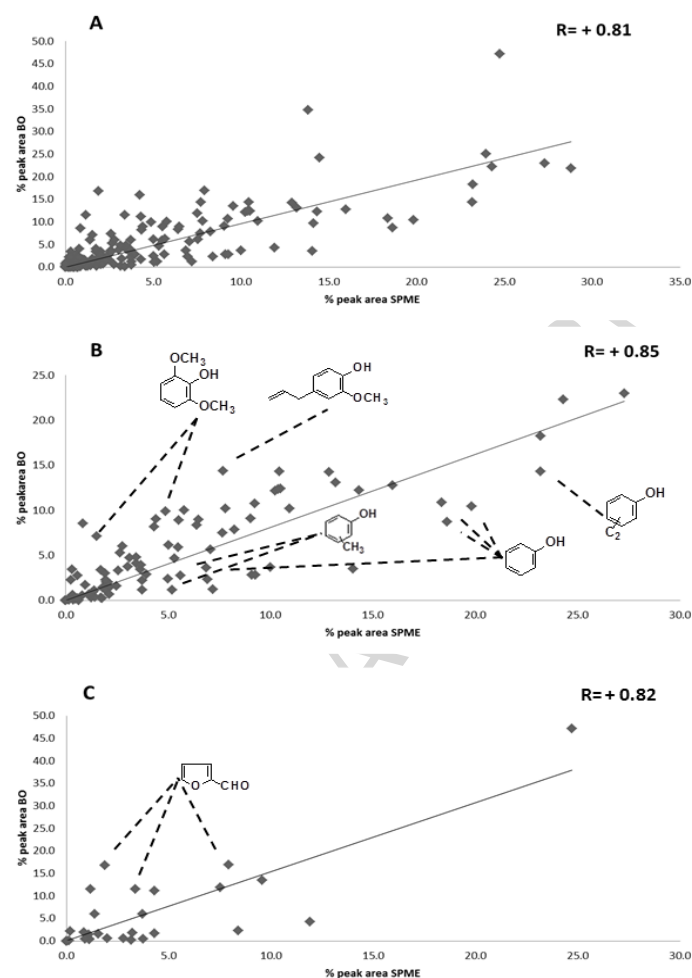 A
R= + 0.81
% peak area BO
50.0
45.0
40.0
35.0
30.0
25.0
20.0
15.0
10.0
5.0
0.0
0.0 5.0 10.0 15.0 20.0 25.0 30.0 35.0
% peak area SPME
B
R= + 0.85
% peakarea BO
25.0
20.0
15.0
10.0
5.0
0.0
OCH3
OH
OCH3
OH
OCH3
OH
CH3
OH
OH
C2
0.0 5.0 10.0 15.0 20.0 25.0 30.0
% peak area SPME
C
R= + 0.82
% peak area BO
50.0
45.0
40.0
35.0
30.0
25.0
20.0
15.0
10.0
5.0
0.0
O CHO
0.0 5.0 10.0 15.0 20.0 25.0 30.0
% peak area SPME